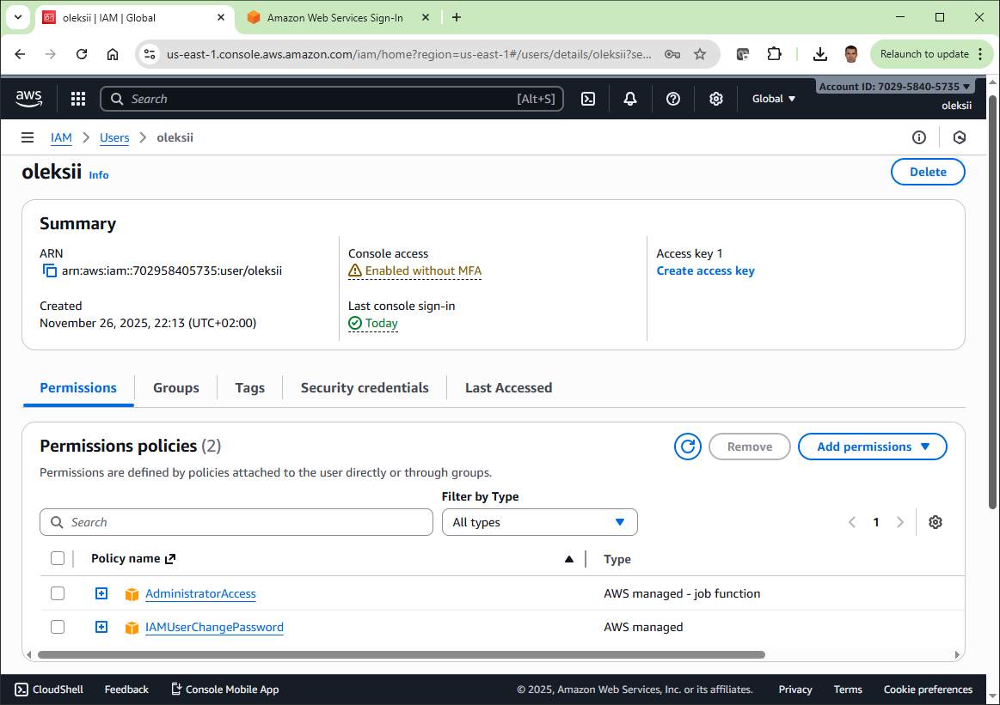 oleksii | IAM | Global
Amazon Web Services Sign-In
us-east-1.console.aws.amazon.com/iam/home?region=us-east-1#/users/details/oleksii?se...
Relaunch to update
aws
Search
[Alt+S]
Global
Account ID: 7029-5840-5735
oleksii
IAM
Users
oleksii
oleksii
Info
Delete
Summary
ARN
arn:aws:iam::702958405735:user/oleksii
Created
November 26, 2025, 22:13 (UTC+02:00)
Console access
Enabled without MFA
Last console sign-in
Today
Access key 1
Create access key
Permissions
Groups
Tags
Security credentials
Last Accessed
Permissions policies (2)
Remove
Add permissions
Permissions are defined by policies attached to the user directly or through groups.
Filter by Type
Search
All types
1
Policy name
Type
AdministratorAccess
AWS managed - job function
IAMUserChangePassword
AWS managed
CloudShell
Feedback
Console Mobile App
© 2025, Amazon Web Services, Inc. or its affiliates.
Privacy
Terms
Cookie preferences